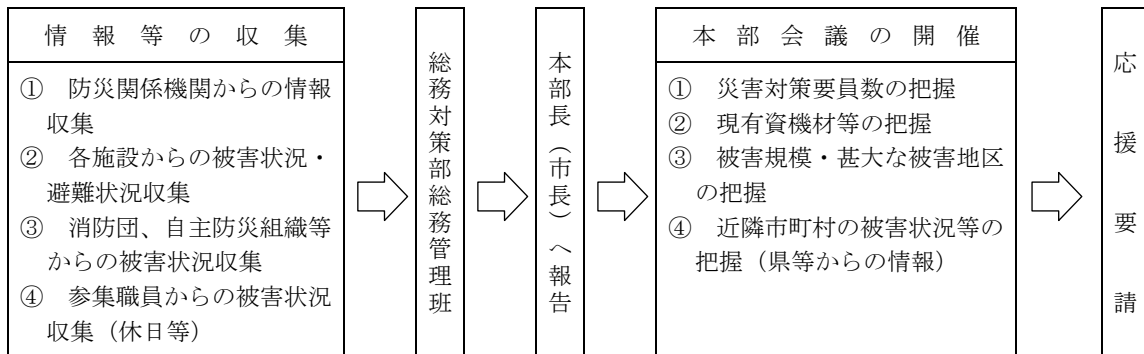 情報等の収集
① 防災関係機関からの情報
収集
② 各施設からの被害状況・
避難状況収集
③ 消防団、自主防災組織等
からの被害状況収集
④ 参集職員からの被害状況
収集（休日等）
総務対策部総務管理班
本部長（市長）へ報告
本部会議の開催
① 災害対策要員数の把握
② 現有資機材等の把握
③ 被害規模・甚大な被害地区
の把握
④ 近隣市町村の被害状況等の
把握（県等からの情報）
応援要請